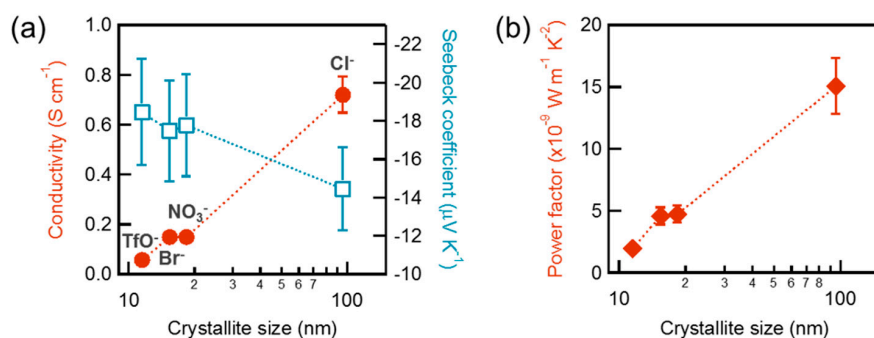 (a)
Conductivity (S cm⁻¹)
1.0
0.8
0.6
0.4
0.2
0.0
TfO⁻
Br⁻
NO₃⁻
Cl⁻
-22
-20
-18
-16
-14
-12
-10
Seebeck coefficient (μV K⁻¹)
10 2 3 4 5 6 7 100
Crystallite size (nm)
(b)
Power factor (x10⁻⁹ W m⁻¹ K⁻²)
20
15
10
5
0
10 2 3 4 5 6 7 8 100
Crystallite size (nm)